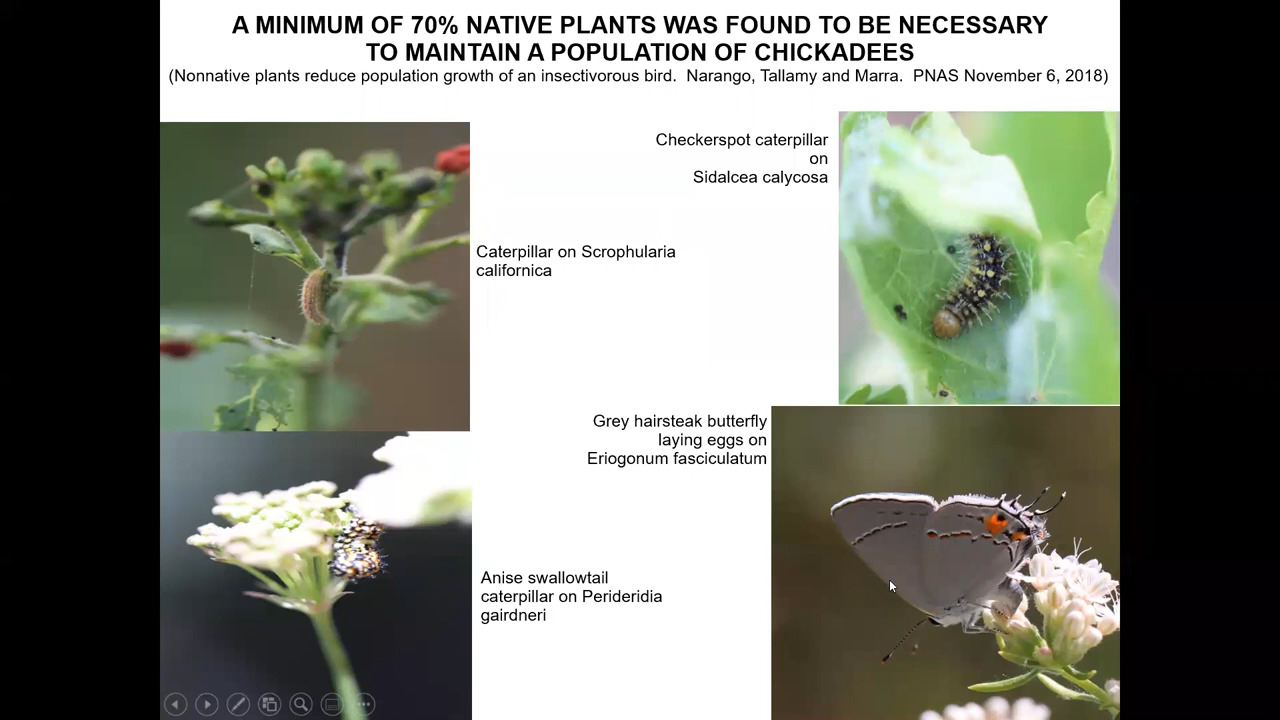 A MINIMUM OF 70% NATIVE PLANTS WAS FOUND TO BE NECESSARY
TO MAINTAIN A POPULATION OF CHICKADEES
(Nonnative plants reduce population growth of an insectivorous bird. Narango, Tallamy and Marra. PNAS November 6, 2018)
Checkerspot caterpillar
on
Sidalcea calycosa
Caterpillar on Scrophularia
californica
Grey hairsteak butterfly
laying eggs on
Eriogonum fasciculatum
Anise swallowtail
caterpillar on Perideridia
gairdneri